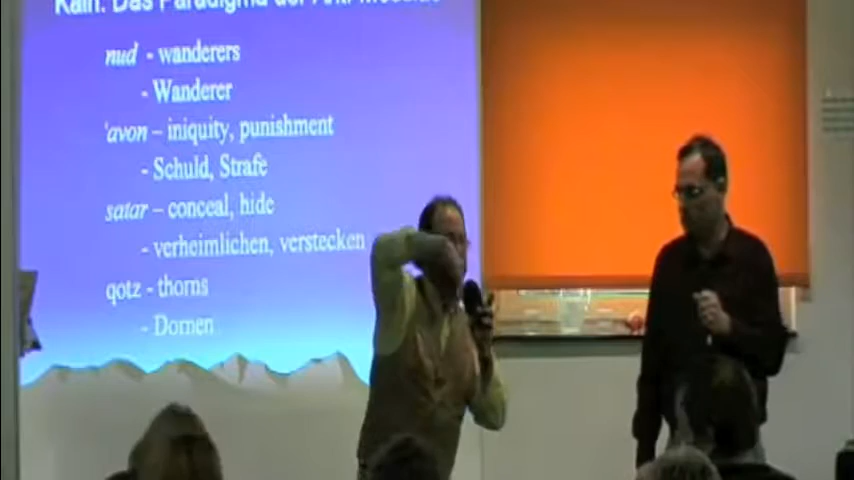 Kain: Das Paradigma der Anti-
nud - wanderers
- Wanderer
'avon – iniquity, punishment
- Schuld, Strafe
satar – conceal, hide
- verheimlichen, verstecken
qotz - thorns
- Dornen